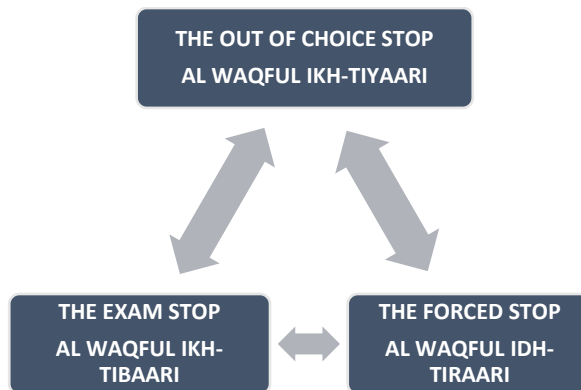 THE OUT OF CHOICE STOP
AL WAQFUL IKH-TIYAARI
THE EXAM STOP
AL WAQFUL IKH-
TIBAARI
THE FORCED STOP
AL WAQFUL IDH-
TIRAARI